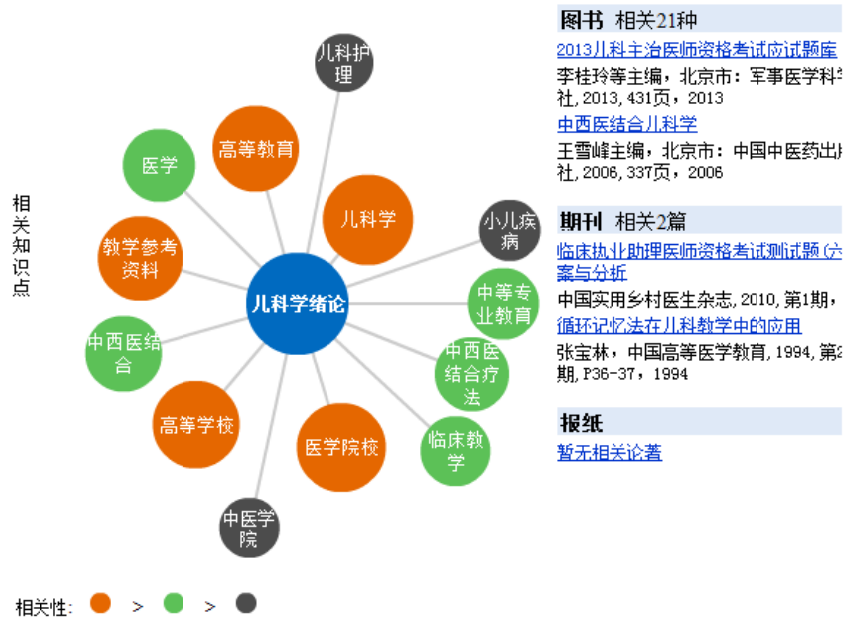 相关知识点
儿科护
理
高等教育
医学
儿科学
小儿疾
病
教学参考
资料
儿科学绪论
中等专
业教育
中西医结
合
中西医
结合疗
法
高等学校
医学院校
临床教
学
中医学
院
相关性: > >
图书 相关21种
2013儿科主治医师资格考试应试题库
李桂玲等主编，北京市：军事医学科学
社,2013,431页，2013
中西医结合儿科学
王雪峰主编，北京市：中国中医药出版
社,2006,337页，2006
期刊 相关2篇
临床执业助理医师资格考试测试题(六
案与分析
中国实用乡村医生杂志,2010,第1期，
循环记忆法在儿科教学中的应用
张宝林，中国高等医学教育,1994,第2
期,P36-37，1994
报纸
暂无相关论著